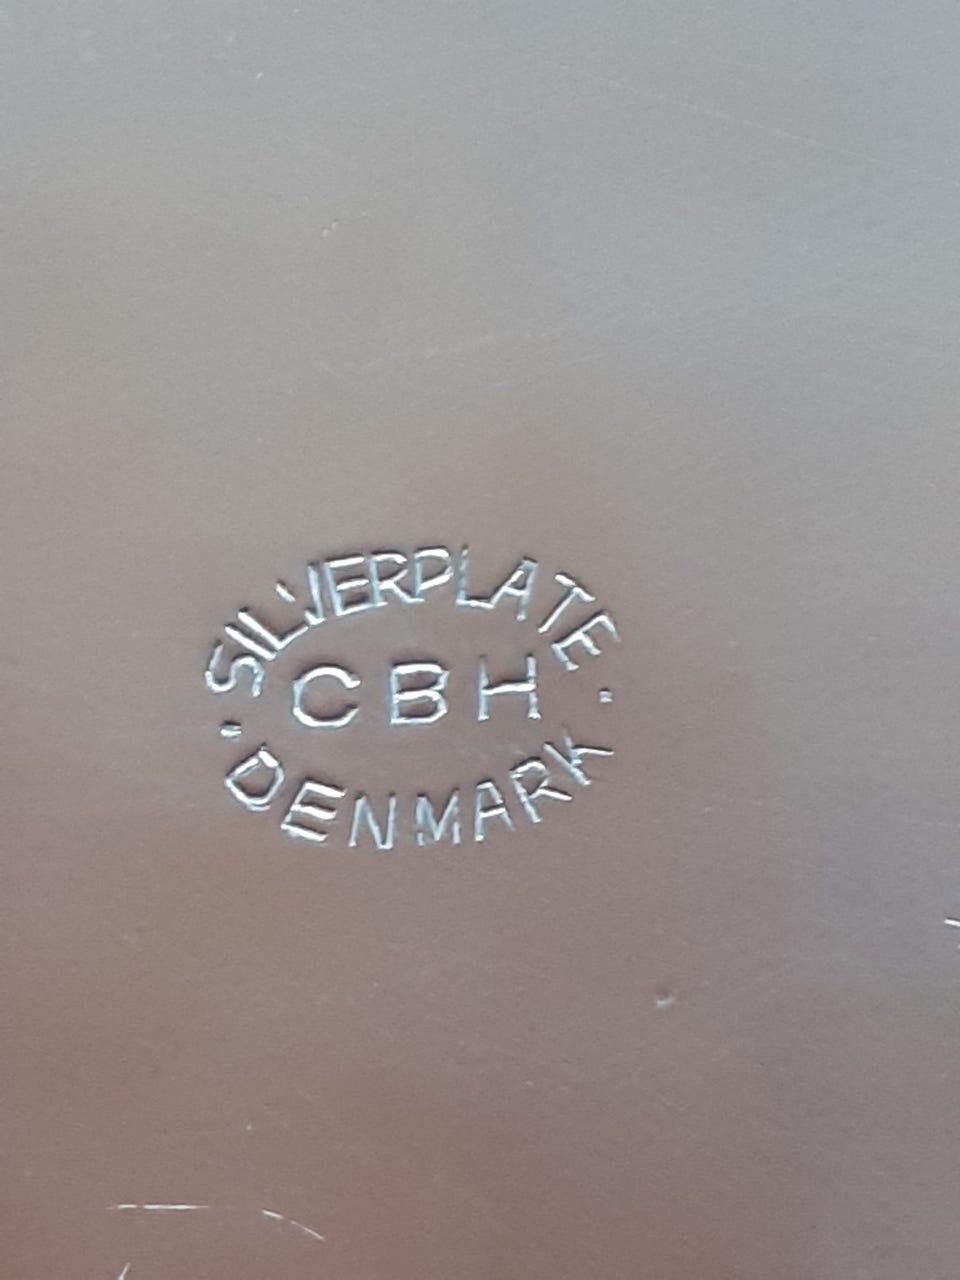 · SILVERPLATE ·
CBH
DENMARK